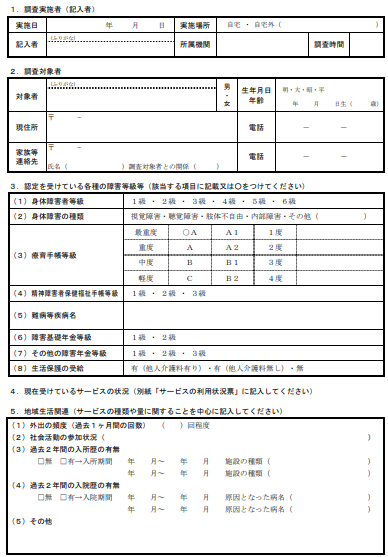 １．調査実施者（記入者）
実施日　　年　　月　　日　実施場所　自宅 ・ 自宅外（　　　　）
（ふりがな）
記入者　　所属機関　　調査時間
２．調査対象者
（ふりがな）
対象者　　男・女　生年月日 年齢　明・大・昭・平
年　　月　　日生（　　歳）
現住所　〒　－　　電話　－　－
家族等 連絡先　〒　－　　電話　－　－
氏名（　　　　）調査対象者との関係（　　　）
３．認定を受けている各種の障害等級等（該当する項目に記載又は〇をつけてください）
（１）身体障害者等級　１級 ・ ２級 ・ ３級 ・ ４級 ・ ５級 ・ ６級
（２）身体障害の種類　視覚障害・聴覚障害・肢体不自由・内部障害・その他（　　　）
（３）療育手帳等級　最重度　〇Ａ　Ａ１　１度
重度　Ａ　Ａ２　２度
中度　Ｂ　Ｂ１　３度
軽度　Ｃ　Ｂ２　４度
（４）精神障害者保健福祉手帳等級　１級 ・ ２級 ・ ３級
（５）難病等疾病名
（６）障害基礎年金等級　１級 ・ ２級
（７）その他の障害年金等級　１級 ・ ２級 ・ ３級
（８）生活保護の受給　有（他人介護料有り）・有（他人介護料無し）・無
４．現在受けているサービスの状況（別紙「サービスの利用状況票」に記入してください）
５．地域生活関連（サービスの種類や量に関することを中心に記入してください）
（１）外出の頻度（過去１ヶ月間の回数）（　　）回程度
（２）社会活動の参加状況（　　　　）
（３）過去２年間の入所歴の有無
□無　□有→入所期間　　年　　月～　　年　　月　　施設の種類（　　　　）
年　　月～　　年　　月　　施設の種類（　　　　）
（４）過去２年間の入院歴の有無
□無　□有→入院期間　　年　　月～　　年　　月　　原因となった病名（　　　　）
年　　月～　　年　　月　　原因となった病名（　　　　）
（５）その他